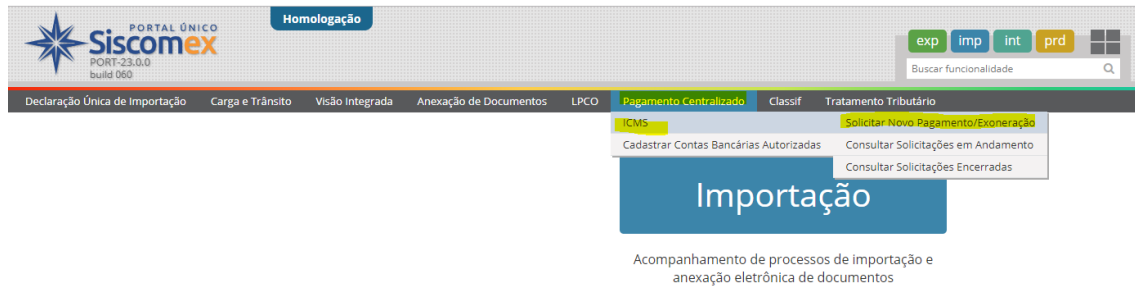 Homologação
PORTAL ÚNICO
Siscomex
PORT-23.0.0
build 060
exp imp int prd
Buscar funcionalidade
Declaração Única de Importação Carga e Trânsito Visão Integrada Anexação de Documentos LPCO Pagamento Centralizado Classif Tratamento Tributário
ICMS Solicitar Novo Pagamento/Exoneração
Cadastrar Contas Bancárias Autorizadas Consultar Solicitações em Andamento
Consultar Solicitações Encerradas
Importação
Acompanhamento de processos de importação e
anexação eletrônica de documentos